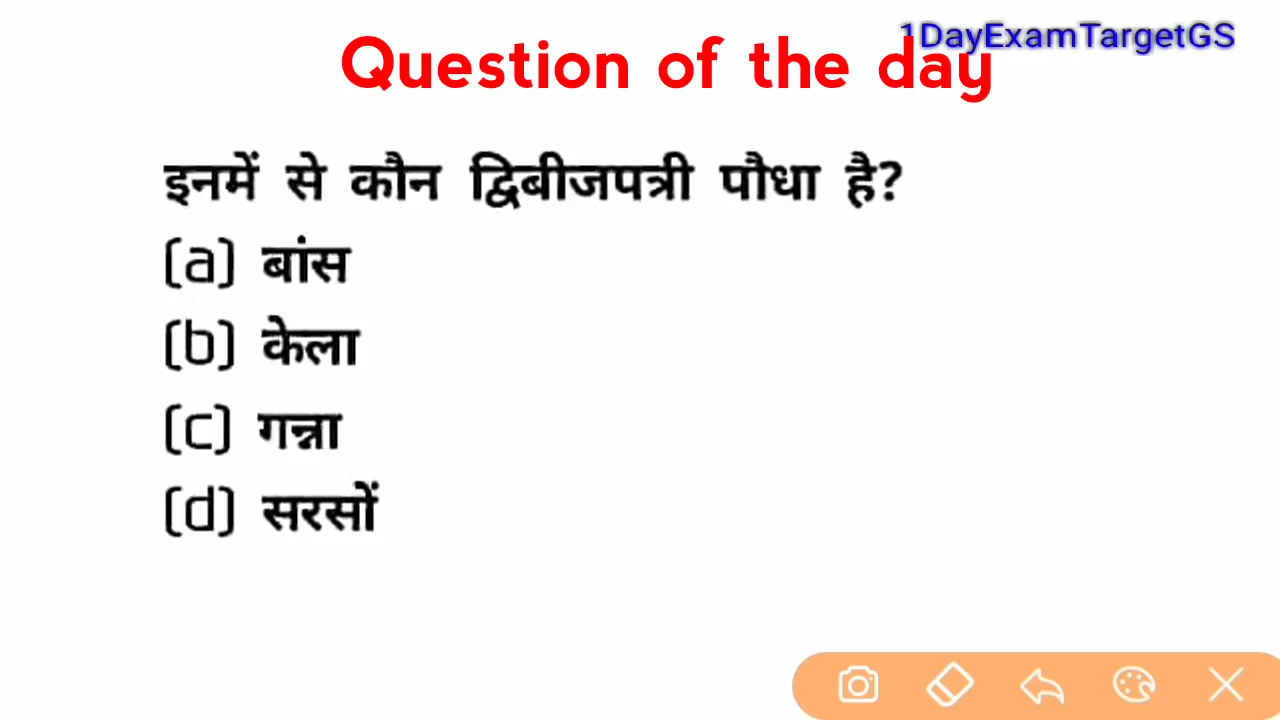 1DayExamTargetGS
Question of the day
इनमें से कौन द्विबीजपत्री पौधा है?
(a) बांस
(b) केला
(c) गन्ना
(d) सरसों